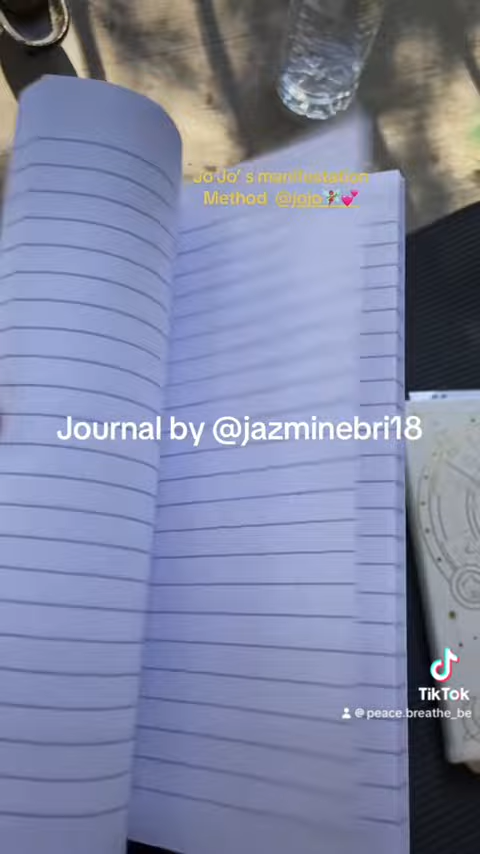 Jo Jo' s manifestation
Method @jojo🧚🏽💕
Journal by @jazminebri18
TikTok
@peace.breathe_be